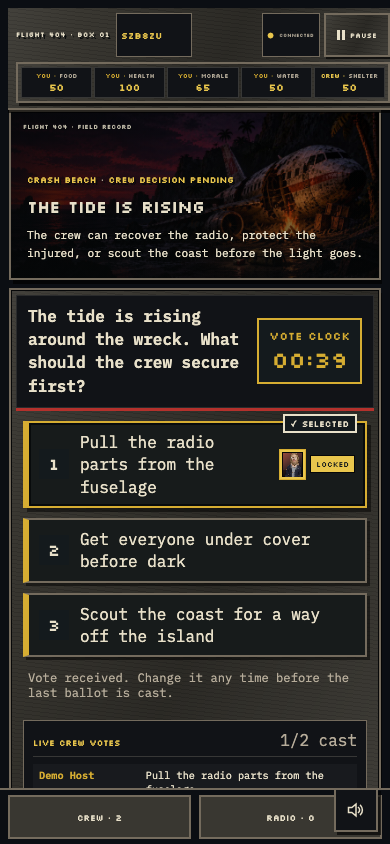 FLIGHT 404 · BOX 01
SZB8ZU
CONNECTED
PAUSE
YOU · FOOD
50
YOU · HEALTH
100
YOU · MORALE
65
YOU · WATER
50
CREW · SHELTER
50
FLIGHT 404 · FIELD RECORD
CRASH BEACH · CREW DECISION PENDING
THE TIDE IS RISING
The crew can recover the radio, protect the
injured, or scout the coast before the light goes.
The tide is rising
around the wreck. What
should the crew secure
first?
VOTE CLOCK
00:39
✓ SELECTED
1
Pull the radio
parts from the
fuselage
LOCKED
2
Get everyone under cover
before dark
3
Scout the coast for a way
off the island
Vote received. Change it any time before the
last ballot is cast.
LIVE CREW VOTES
1/2 cast
Demo Host
Pull the radio parts from the
CREW · 2
RADIO · 0